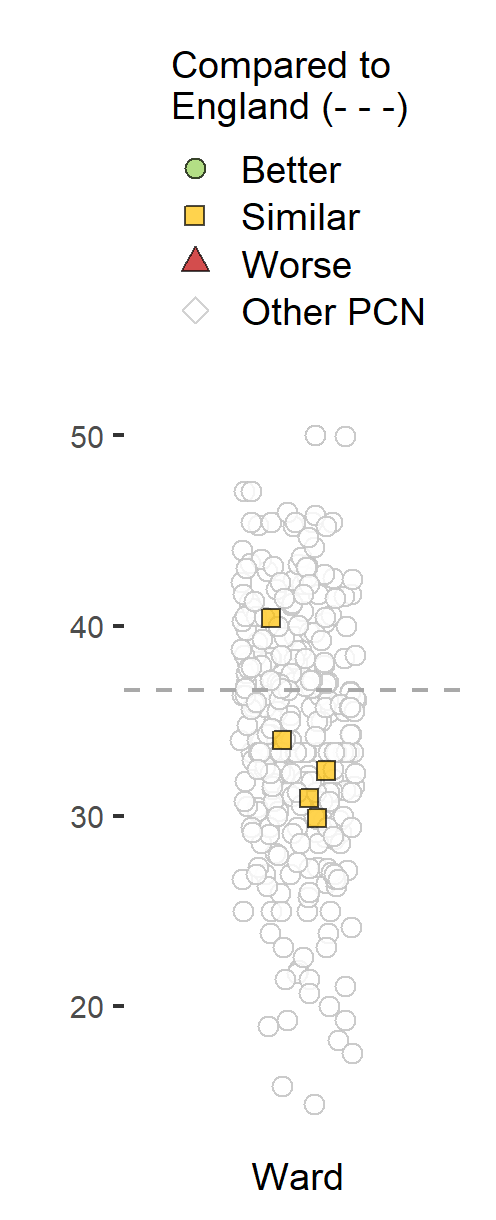 Compared to
England (- - -)
Better
Similar
Worse
Other PCN
50
40
30
20
Ward